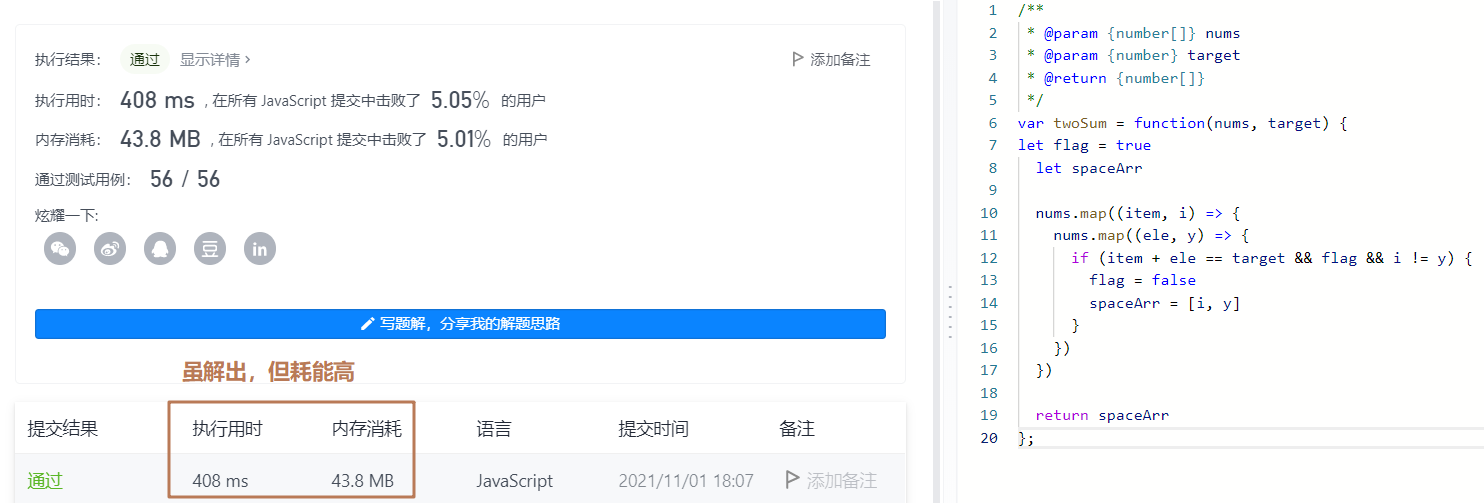 执行结果： 通过 显示详情 › 添加备注
执行用时： 408 ms , 在所有 JavaScript 提交中击败了 5.05% 的用户
内存消耗： 43.8 MB , 在所有 JavaScript 提交中击败了 5.01% 的用户
通过测试用例： 56 / 56
炫耀一下:
豆 in
写题解，分享我的解题思路
虽解出，但耗能高
提交结果 执行用时 内存消耗 语言 提交时间 备注
通过 408 ms 43.8 MB JavaScript 2021/11/01 18:07 添加备注
1 /**
2 * @param {number[]} nums
3 * @param {number} target
4 * @return {number[]}
5 */
6 var twoSum = function(nums, target) {
7 let flag = true
8 let spaceArr
9
10 nums.map((item, i) => {
11 nums.map((ele, y) => {
12 if (item + ele == target && flag && i != y) {
13 flag = false
14 spaceArr = [i, y]
15 }
16 })
17 })
18
19 return spaceArr
20 };